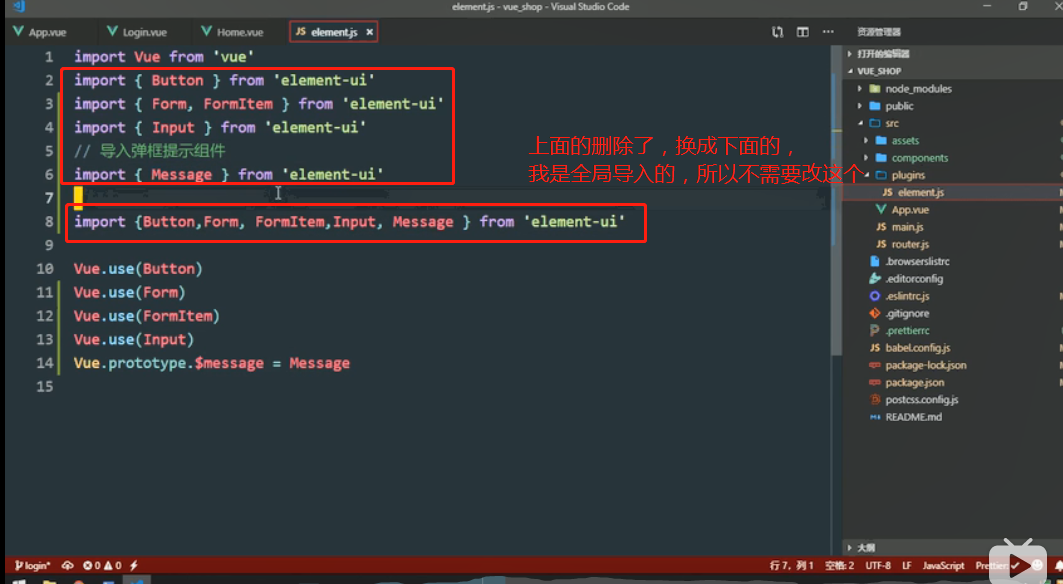 element.js - vue_shop - Visual Studio Code
App.vue
Login.vue
Home.vue
JS element.js ×
资源管理器
1 import Vue from 'vue'
2 import { Button } from 'element-ui'
3 import { Form, FormItem } from 'element-ui'
4 import { Input } from 'element-ui'
5 // 导入弹框提示组件
6 import { Message } from 'element-ui'
7
8 import {Button,Form, FormItem,Input, Message } from 'element-ui'
9
10 Vue.use(Button)
11 Vue.use(Form)
12 Vue.use(FormItem)
13 Vue.use(Input)
14 Vue.prototype.$message = Message
15
上面的删除了，换成下面的，
我是全局导入的，所以不需要改这个
打开的编辑器
VUE_SHOP
node_modules
public
src
assets
components
plugins
JS element.js
App.vue
JS main.js
JS router.js
.browserslistrc
.editorconfig
.eslintrc.js
.gitignore
.prettierrc
JS babel.config.js
package-lock.json
package.json
postcss.config.js
README.md
大纲
login* 0 0
行 7，列 1 空格: 2 UTF-8 LF JavaScript Prettier: ✓